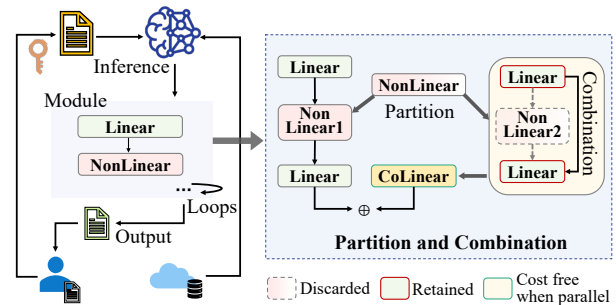 Inference
Module
Linear
NonLinear
...
Loops
Output
Linear
NonLinear
Partition
Non
Linear1
Linear
CoLinear
⊕
Linear
Non
Linear2
Linear
Combination
Partition and Combination
Discarded
Retained
Cost free
when parallel